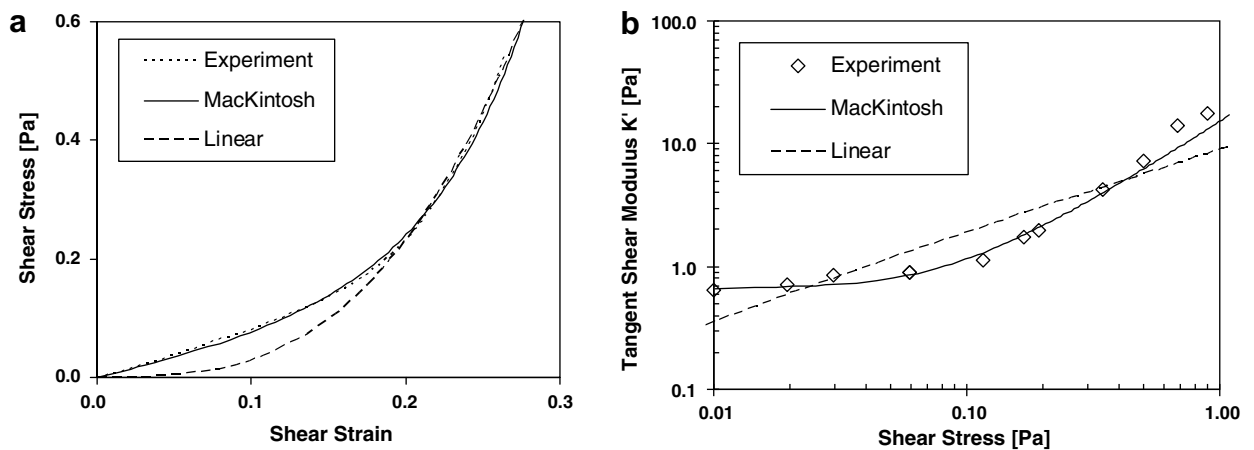 a
0.6
0.4
0.2
0.0
Shear Stress [Pa]
Experiment
MacKintosh
Linear
0.0
0.1
0.2
0.3
Shear Strain
b
100.0
10.0
1.0
0.1
Tangent Shear Modulus K' [Pa]
Experiment
MacKintosh
Linear
0.01
0.10
1.00
Shear Stress [Pa]